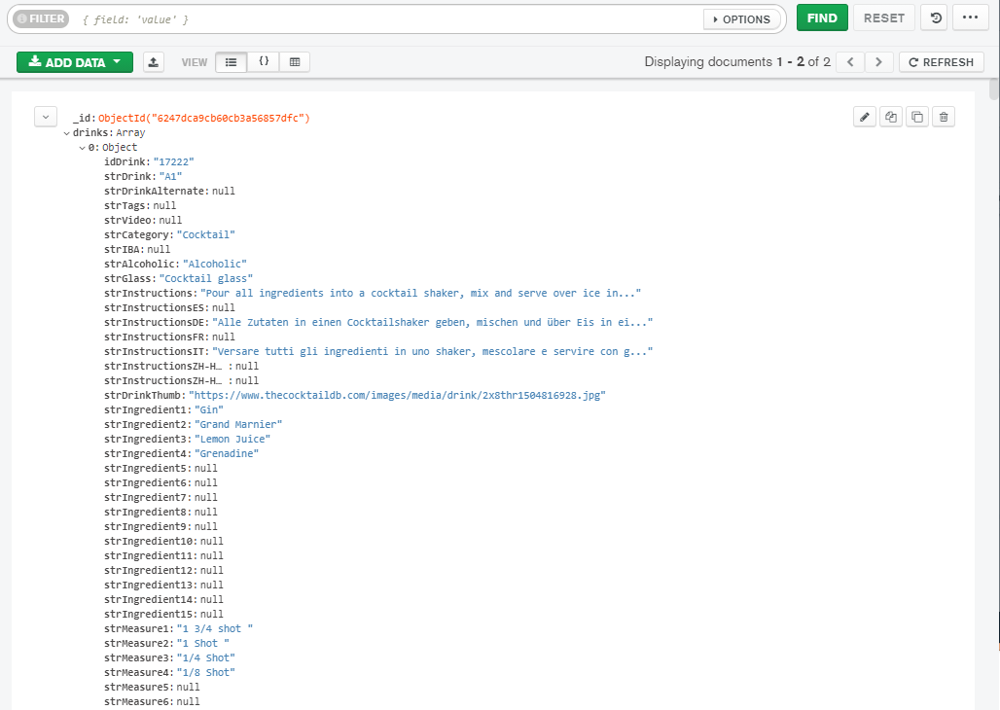 FILTER { field: 'value' } OPTIONS FIND RESET ...
ADD DATA VIEW { } Displaying documents 1 - 2 of 2 REFRESH
_id: ObjectId("6247dca9cb60cb3a56857dfc")
drinks: Array
0: Object
idDrink: "17222"
strDrink: "A1"
strDrinkAlternate: null
strTags: null
strVideo: null
strCategory: "Cocktail"
strIBA: null
strAlcoholic: "Alcoholic"
strGlass: "Cocktail glass"
strInstructions: "Pour all ingredients into a cocktail shaker, mix and serve over ice in..."
strInstructionsES: null
strInstructionsDE: "Alle Zutaten in einen Cocktailshaker geben, mischen und über Eis in ei..."
strInstructionsFR: null
strInstructionsIT: "Versare tutti gli ingredienti in uno shaker, mescolare e servire con g..."
strInstructionsZH-H… : null
strInstructionsZH-H… : null
strDrinkThumb: "https://www.thecocktaildb.com/images/media/drink/2x8thr1504816928.jpg"
strIngredient1: "Gin"
strIngredient2: "Grand Marnier"
strIngredient3: "Lemon Juice"
strIngredient4: "Grenadine"
strIngredient5: null
strIngredient6: null
strIngredient7: null
strIngredient8: null
strIngredient9: null
strIngredient10: null
strIngredient11: null
strIngredient12: null
strIngredient13: null
strIngredient14: null
strIngredient15: null
strMeasure1: "1 3/4 shot "
strMeasure2: "1 Shot "
strMeasure3: "1/4 Shot"
strMeasure4: "1/8 Shot"
strMeasure5: null
strMeasure6: null